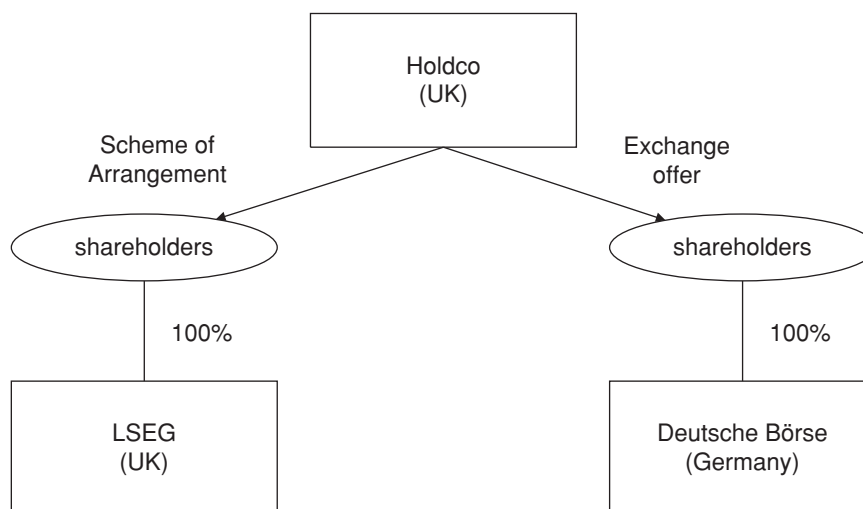 Holdco
(UK)
Scheme of
Arrangement
Exchange
offer
shareholders
shareholders
100%
100%
LSEG
(UK)
Deutsche Börse
(Germany)